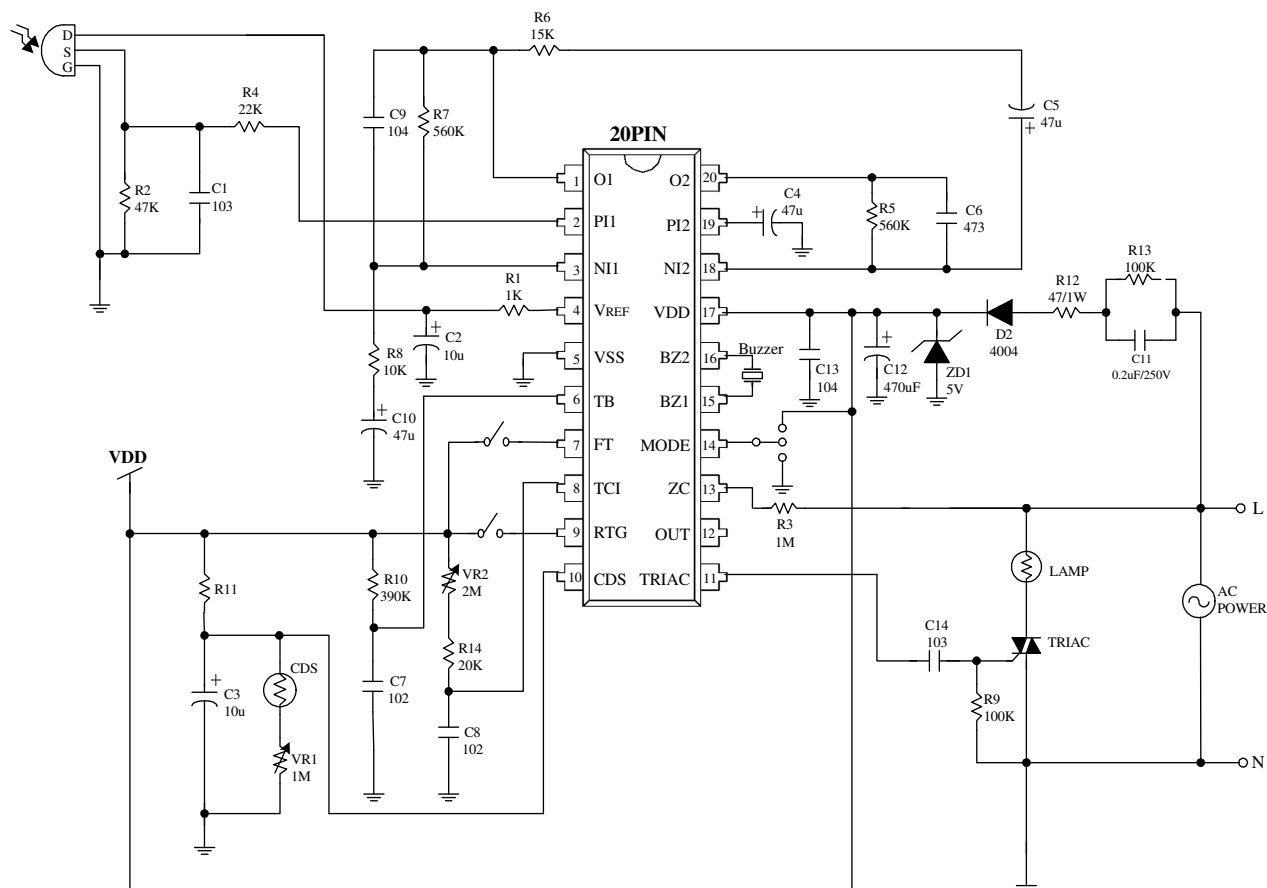 D
S
G
R4
22K
R2
47K
C1
103
R6
15K
C9
104
R7
560K
C5
47u
+
20PIN
1 O1
2 PI1
3 NI1
4 VREF
5 VSS
6 TB
7 FT
8 TCI
9 RTG
10 CDS
O2 20
PI2 19
NI2 18
VDD 17
BZ2 16
BZ1 15
MODE 14
ZC 13
OUT 12
TRIAC 11
+
C4
47u
R5
560K
C6
473
R1
1K
+
C2
10u
R8
10K
+
C10
47u
Buzzer
C13
104
+
C12
470uF
ZD1
5V
D2
4004
R12
47/1W
R13
100K
C11
0.2uF/250V
R3
1M
L
LAMP
AC
POWER
TRIAC
C14
103
R9
100K
N
VDD
R11
+
C3
10u
CDS
VR1
1M
R10
390K
C7
102
VR2
2M
R14
20K
C8
102